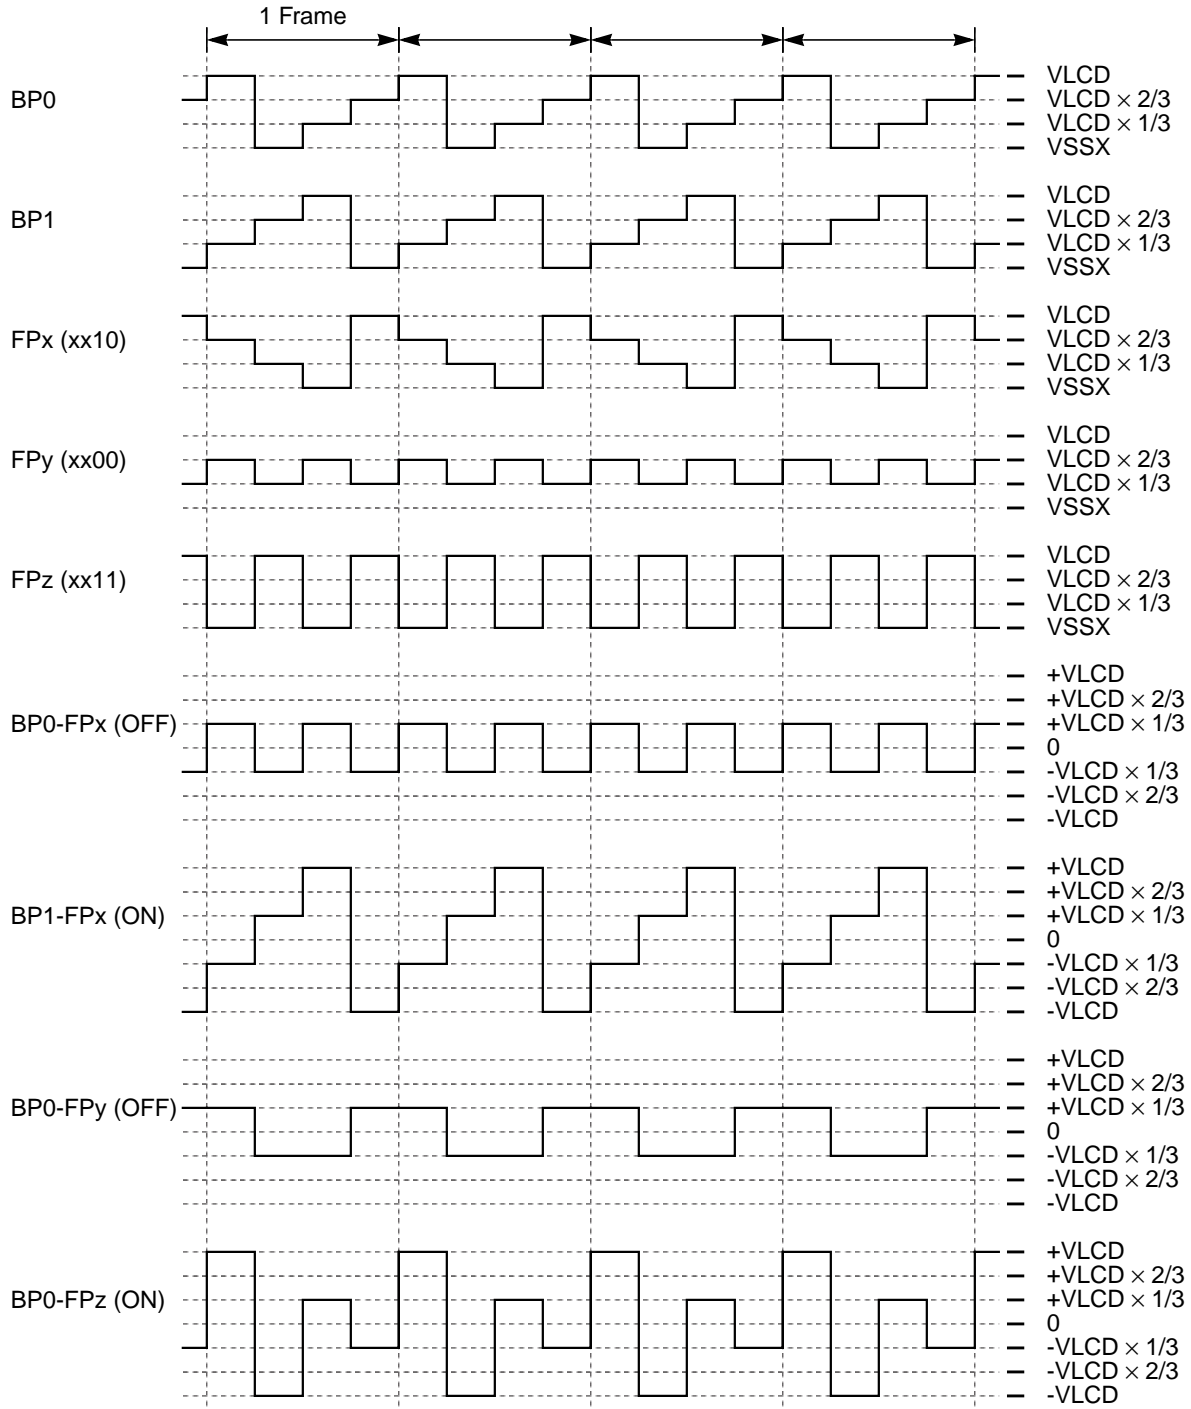 1 Frame
BP0
VLCD
VLCD × 2/3
VLCD × 1/3
VSSX
BP1
VLCD
VLCD × 2/3
VLCD × 1/3
VSSX
FPx (xx10)
VLCD
VLCD × 2/3
VLCD × 1/3
VSSX
FPy (xx00)
VLCD
VLCD × 2/3
VLCD × 1/3
VSSX
FPz (xx11)
VLCD
VLCD × 2/3
VLCD × 1/3
VSSX
BP0-FPx (OFF)
+VLCD
+VLCD × 2/3
+VLCD × 1/3
0
-VLCD × 1/3
-VLCD × 2/3
-VLCD
BP1-FPx (ON)
+VLCD
+VLCD × 2/3
+VLCD × 1/3
0
-VLCD × 1/3
-VLCD × 2/3
-VLCD
BP0-FPy (OFF)
+VLCD
+VLCD × 2/3
+VLCD × 1/3
0
-VLCD × 1/3
-VLCD × 2/3
-VLCD
BP0-FPz (ON)
+VLCD
+VLCD × 2/3
+VLCD × 1/3
0
-VLCD × 1/3
-VLCD × 2/3
-VLCD